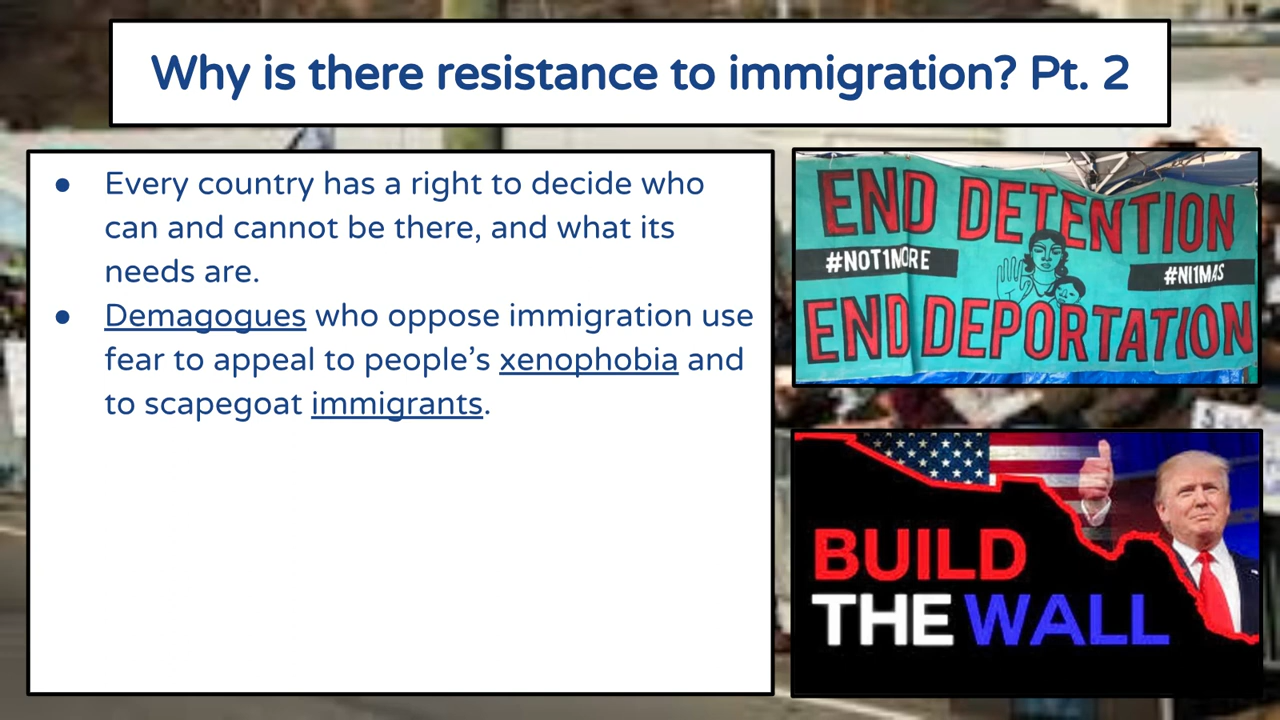 Why is there resistance to immigration? Pt. 2
● Every country has a right to decide who
can and cannot be there, and what its
needs are.
● Demagogues who oppose immigration use
fear to appeal to people’s xenophobia and
to scapegoat immigrants.
END DETENTION
#NOT1MORE
#NI1MAS
END DEPORTATION
BUILD
THE WALL